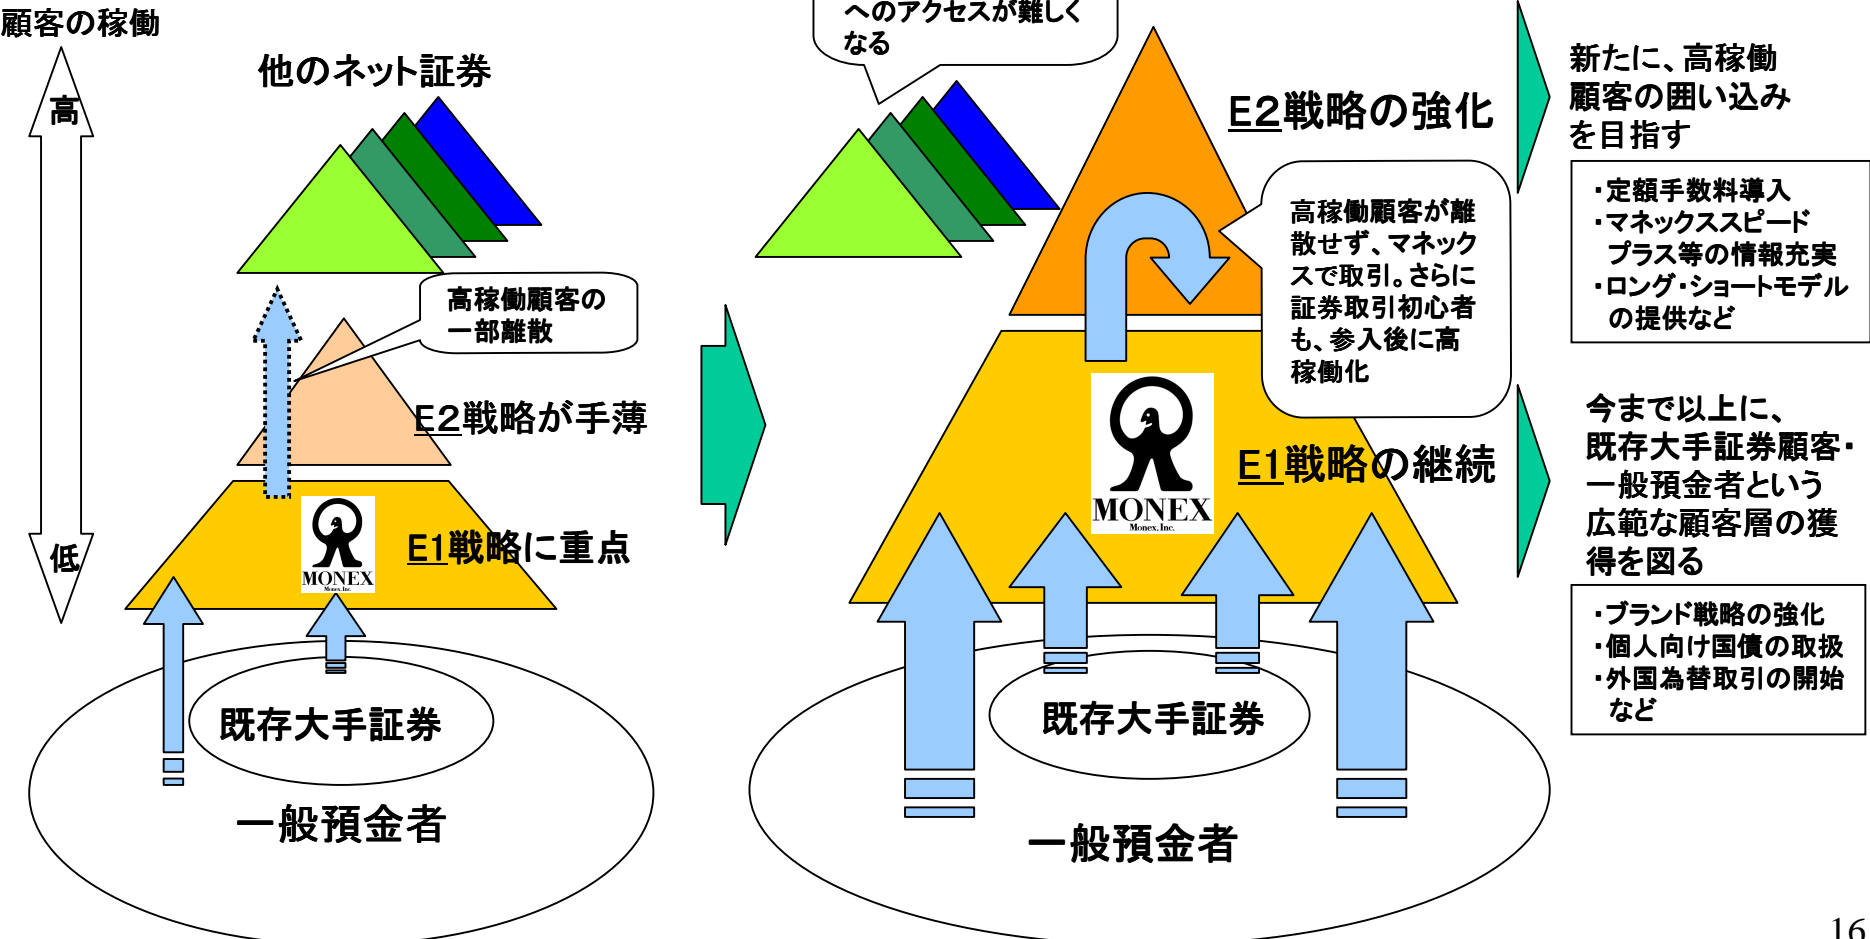 顧客の稼働
高
低
他のネット証券
高稼働顧客の
一部離散
E2戦略が手薄
E1戦略に重点
MONEX
Monex, Inc.
既存大手証券
一般預金者
へのアクセスが難しく
なる
E2戦略の強化
高稼働顧客が離
散せず、マネック
スで取引。さらに
証券取引初心者
も、参入後に高
稼働化
E1戦略の継続
MONEX
Monex, Inc.
既存大手証券
一般預金者
新たに、高稼働
顧客の囲い込み
を目指す
・定額手数料導入
・マネックススピード
プラス等の情報充実
・ロング・ショートモデル
の提供など
今まで以上に、
既存大手証券顧客・
一般預金者という
広範な顧客層の獲
得を図る
・ブランド戦略の強化
・個人向け国債の取扱
・外国為替取引の開始
など
16